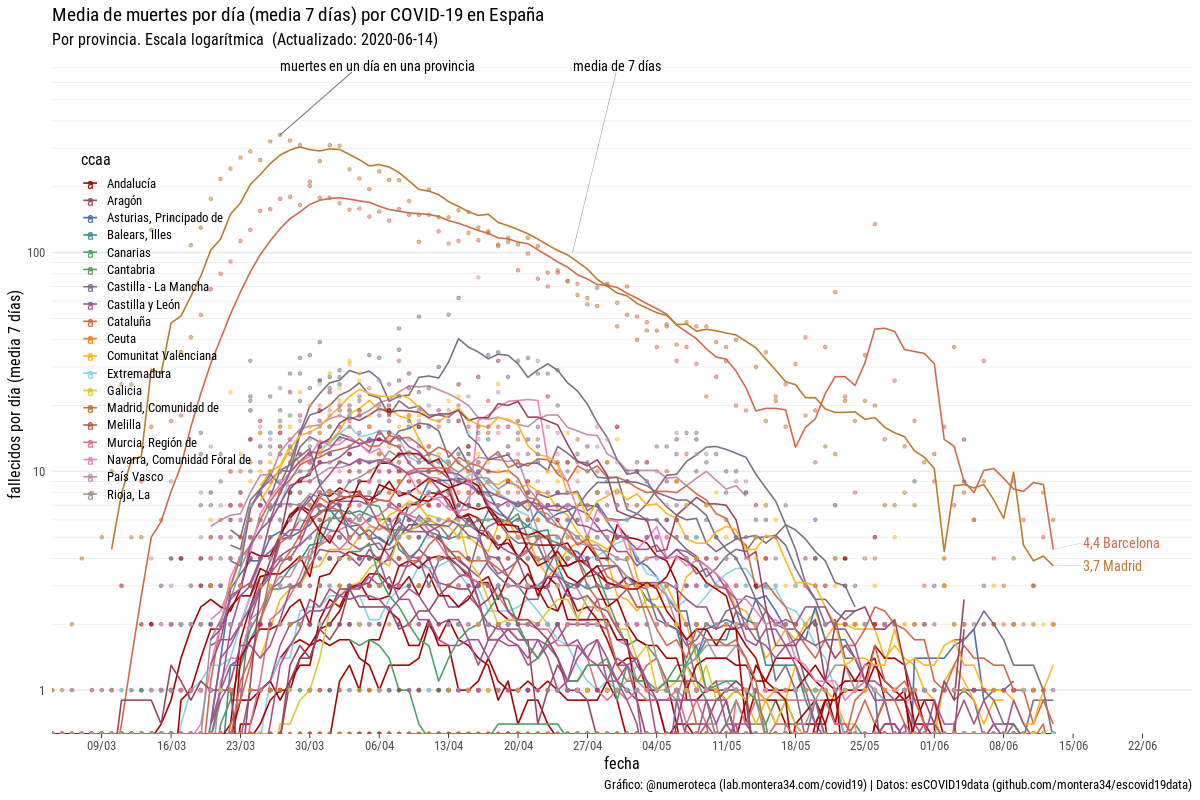 Media de muertes por día (media 7 días) por COVID-19 en España
Por provincia. Escala logarítmica  (Actualizado: 2020-06-14)
muertes en un día en una provincia
media de 7 días
ccaa
Andalucía
Aragón
Asturias, Principado de
Balears, Illes
Canarias
Cantabria
Castilla - La Mancha
Castilla y León
Cataluña
Ceuta
Comunitat Valenciana
Extremadura
Galicia
Madrid, Comunidad de
Melilla
Murcia, Región de
Navarra, Comunidad Foral de
País Vasco
Rioja, La
fallecidos por día (media  7 días)
100
10
1
4,4 Barcelona
3,7 Madrid
09/03
16/03
23/03
30/03
06/04
13/04
20/04
27/04
04/05
11/05
18/05
25/05
01/06
08/06
15/06
22/06
fecha
Gráfico: @numeroteca (lab.montera34.com/covid19) | Datos: esCOVID19data (github.com/montera34/escovid19data)